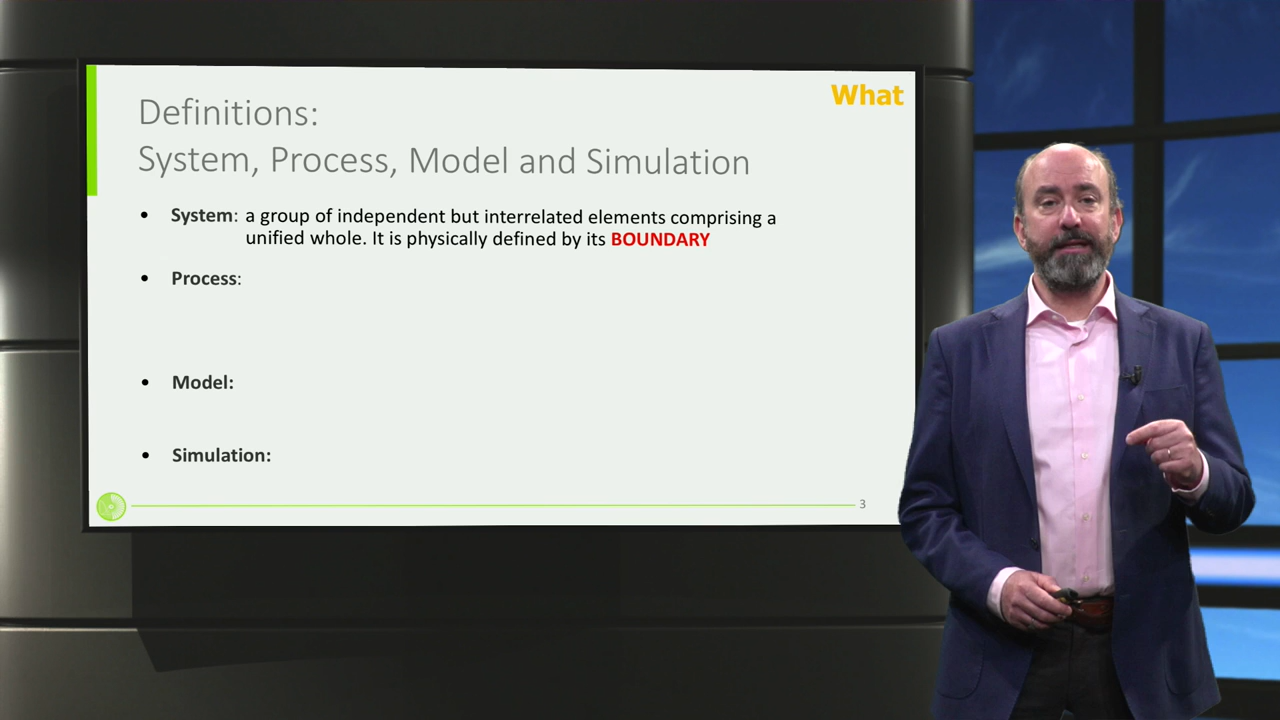 What
Definitions:
System, Process, Model and Simulation
• System: a group of independent but interrelated elements comprising a
unified whole. It is physically defined by its BOUNDARY
• Process:
• Model:
• Simulation:
3